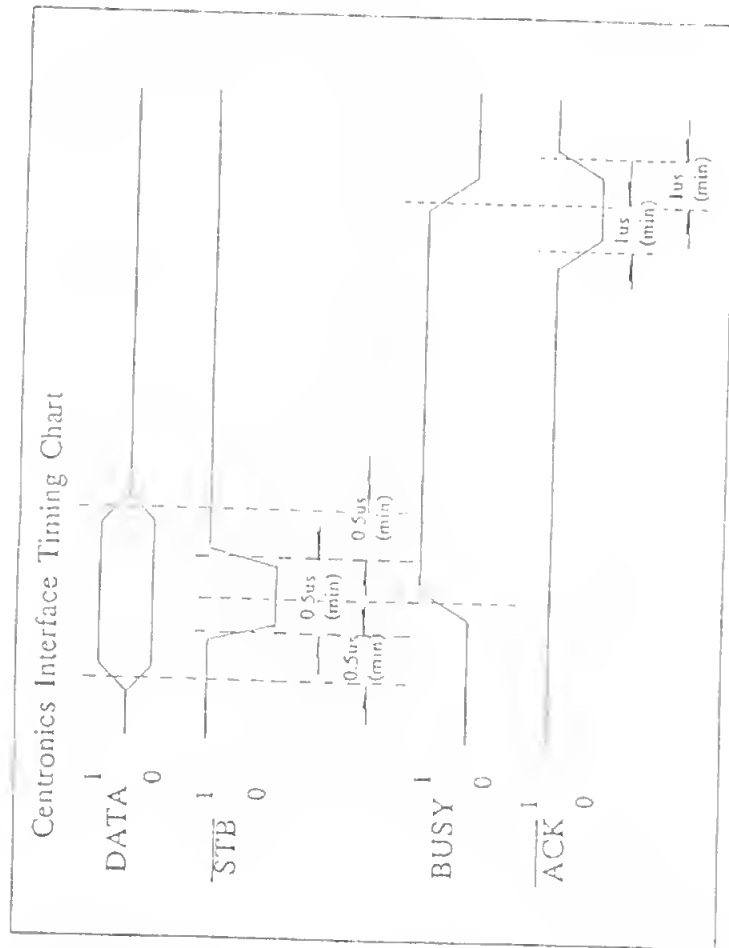 Centronics Interface Timing Chart
DATA
1
0
STB
1
0
0.5us
(min)
0.5us
(min)
0.5us
(min)
BUSY
1
0
ACK
1
0
1us
(min)
1us
(min)